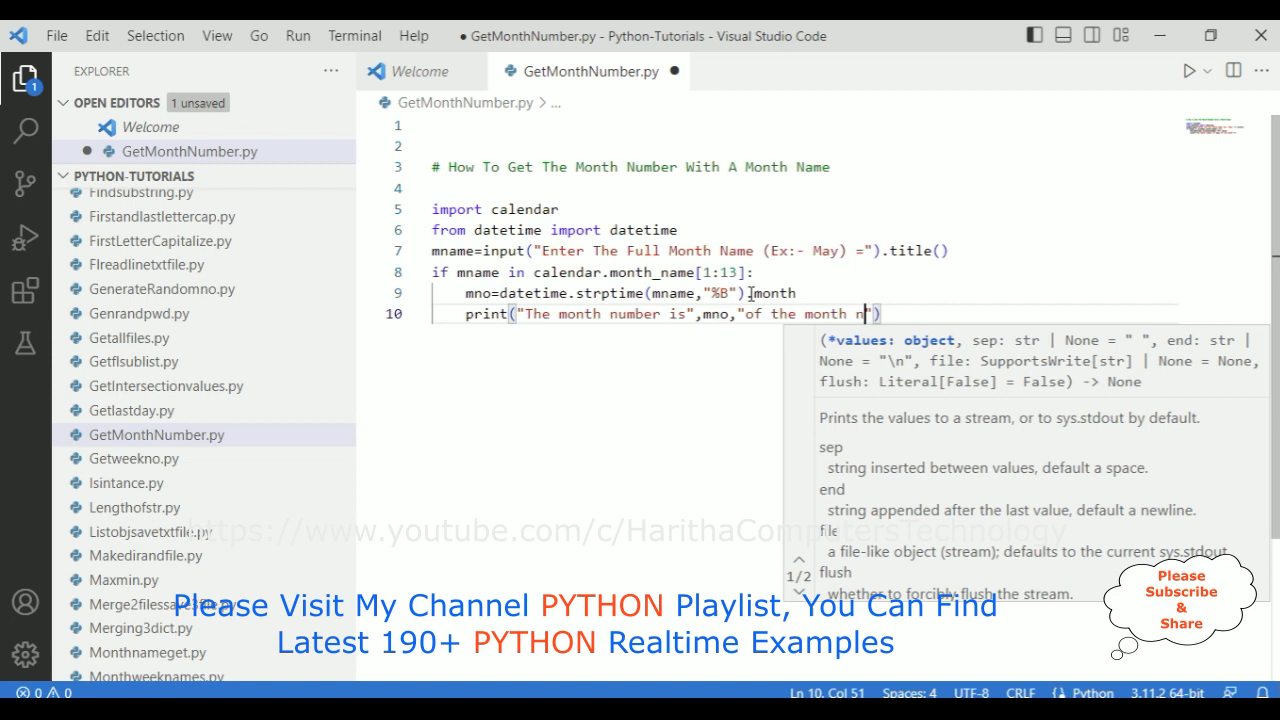 File Edit Selection View Go Run Terminal Help ● GetMonthNumber.py - Python-Tutorials - Visual Studio Code
EXPLORER ...
Welcome GetMonthNumber.py ●
OPEN EDITORS 1 unsaved
GetMonthNumber.py > ...
Welcome
● GetMonthNumber.py
PYTHON-TUTORIALS
Findsubstring.py
Firstandlastlettercap.py
FirstLetterCapitalize.py
Flreadlinetxtfile.py
GenerateRandomno.py
Genrandpwd.py
Getallfiles.py
Getflsublist.py
GetIntersectionvalues.py
Getlastday.py
GetMonthNumber.py
Getweekno.py
Isintance.py
Lengthofstr.py
Listobjsavetxtfile.py
Makedirandfile.py
Maxmin.py
Merge2filessave3file.py
Merging3dict.py
Monthnameget.py
Monthweeknames.py
1
2
3 # How To Get The Month Number With A Month Name
4
5 import calendar
6 from datetime import datetime
7 mname=input("Enter The Full Month Name (Ex:- May) =").title()
8 if mname in calendar.month_name[1:13]:
9 mno=datetime.strptime(mname,"%B").month
10 print("The month number is",mno,"of the month n")
(*values: object, sep: str | None = " ", end: str |
None = "\n", file: SupportsWrite[str] | None = None,
flush: Literal[False] = False) -> None
Prints the values to a stream, or to sys.stdout by default.
sep
string inserted between values, default a space.
end
string appended after the last value, default a newline.
file
a file-like object (stream); defaults to the current sys.stdout.
flush
whether to forcibly flush the stream.
1/2
https://www.youtube.com/c/HarithaComputersTechnology
Please Visit My Channel PYTHON Playlist, You Can Find
Latest 190+ PYTHON Realtime Examples
Please
Subscribe
&
Share
1
0 0 Ln 10, Col 51 Spaces: 4 UTF-8 CRLF Python 3.11.2 64-bit